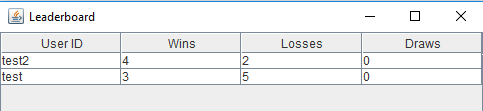 Leaderboard
User ID Wins Losses Draws
test2 4 2 0
test 3 5 0